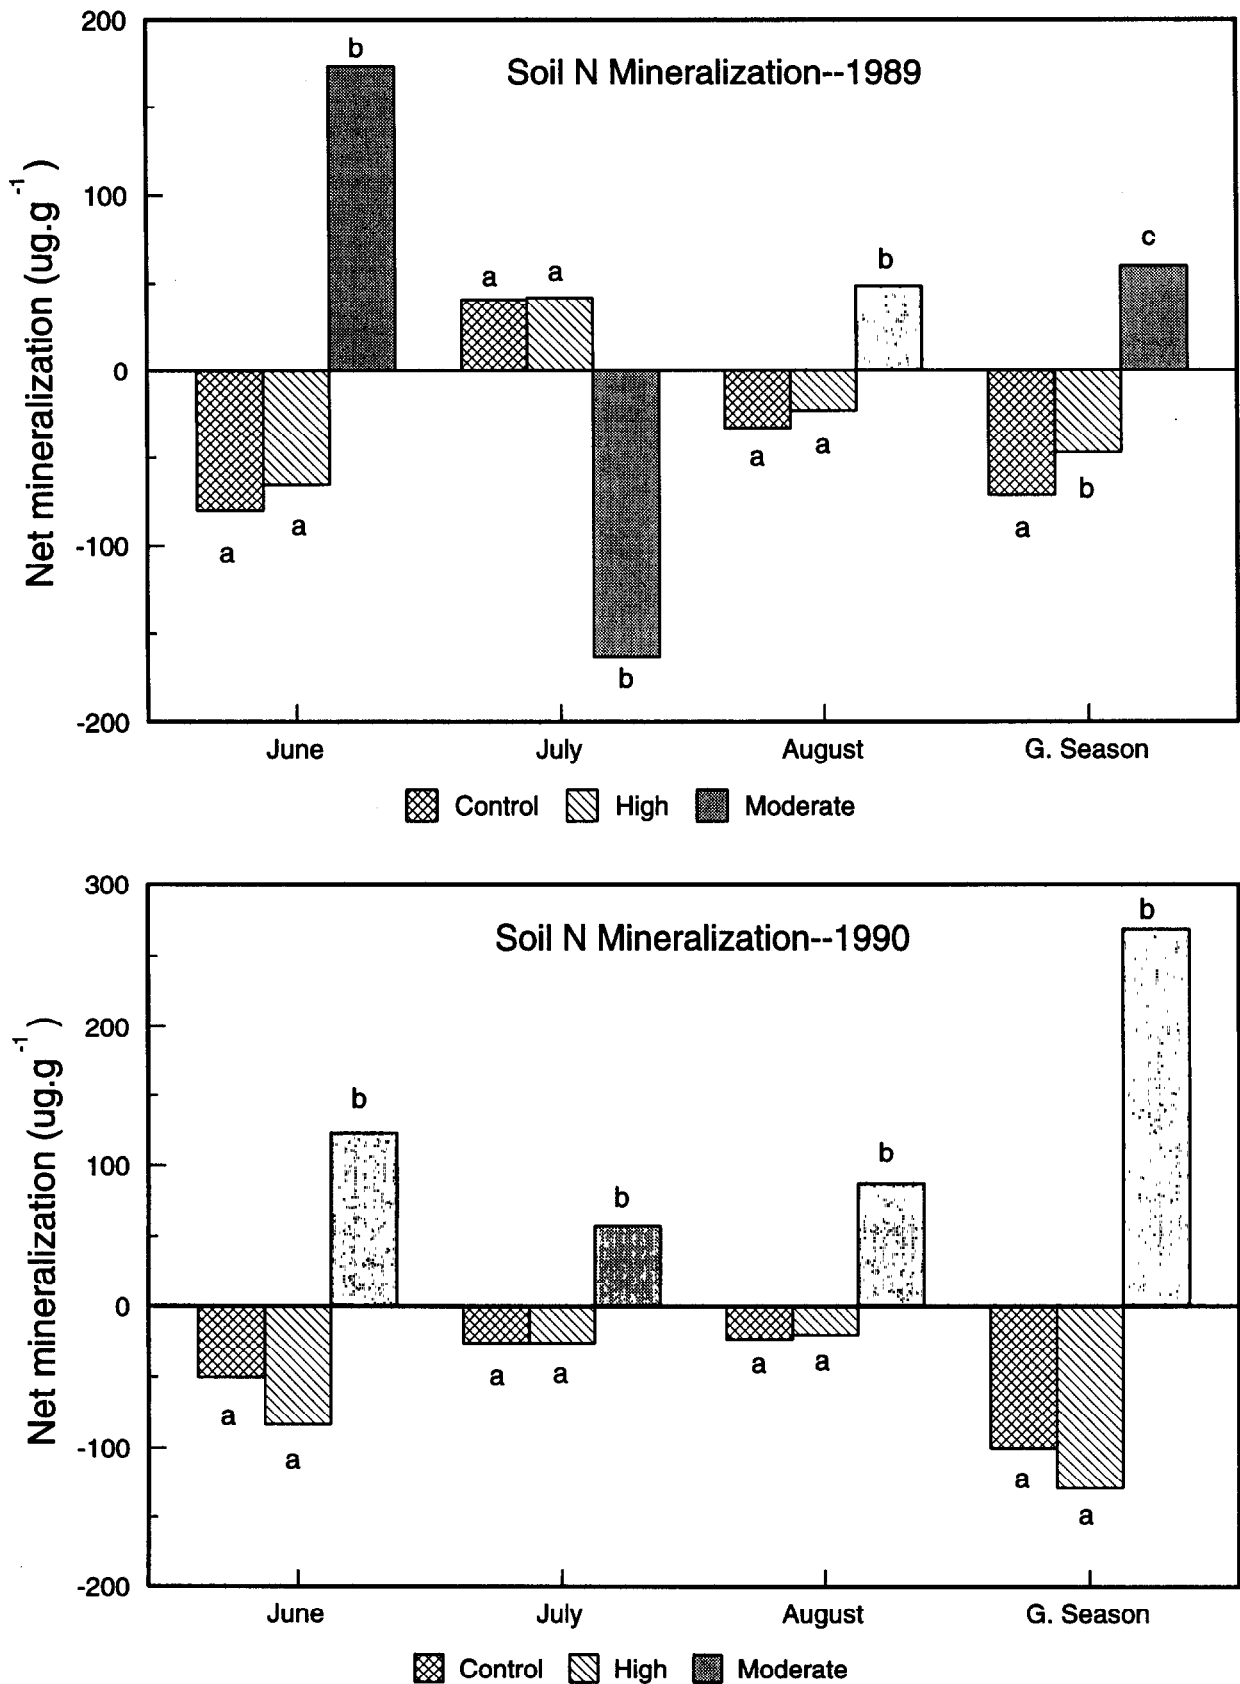 200
b
Soil N Mineralization--1989
100
c
b
a
a
0
a
a
b
a
a
-100
a
b
-200
June
July
August
G. Season
Net mineralization (ug.g -1 )
Control
High
Moderate
300
b
Soil N Mineralization--1990
200
b
b
100
b
0
a
a
a
a
a
a
-100
a
a
-200
June
July
August
G. Season
Net mineralization (ug.g -1 )
Control
High
Moderate